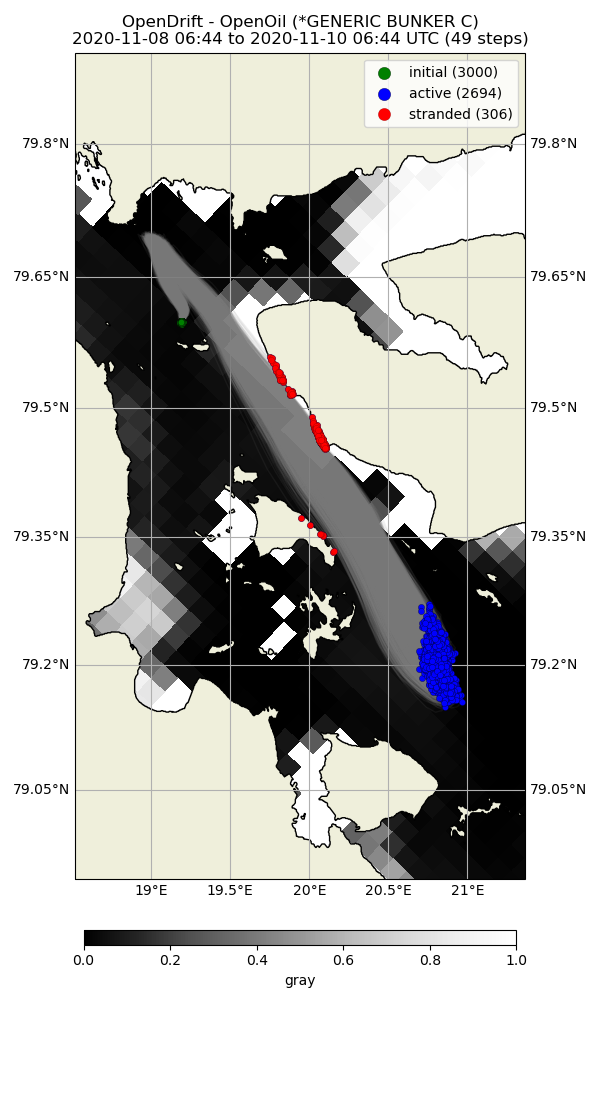 OpenDrift - OpenOil (*GENERIC BUNKER C)
2020-11-08 06:44 to 2020-11-10 06:44 UTC (49 steps)
initial (3000)
active (2694)
stranded (306)
79.8°N 79.8°N
79.65°N 79.65°N
79.5°N 79.5°N
79.35°N 79.35°N
79.2°N 79.2°N
79.05°N 79.05°N
19°E 19.5°E 20°E 20.5°E 21°E
0.0 0.2 0.4 0.6 0.8 1.0
gray